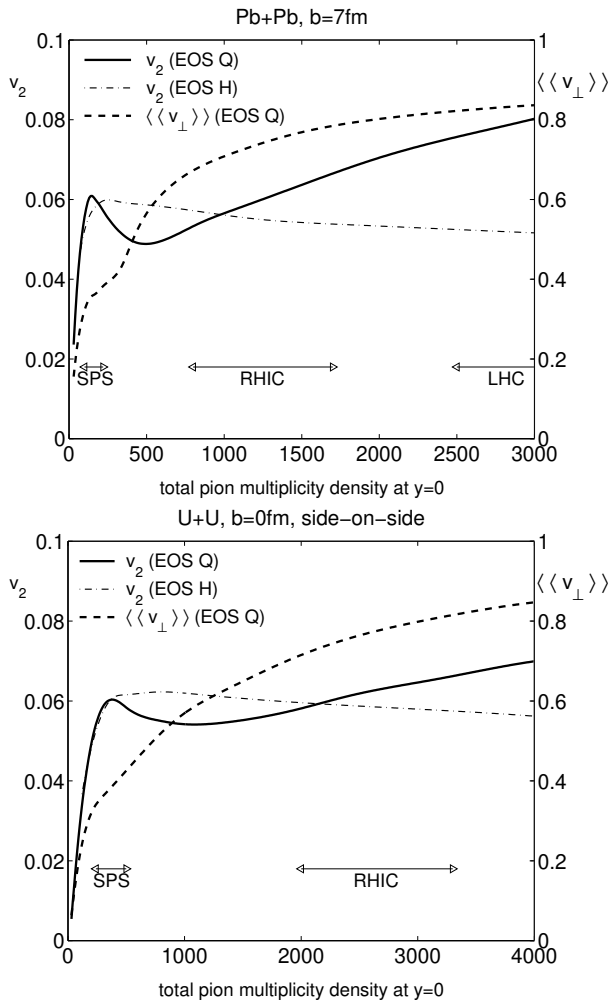 Pb+Pb, b=7fm
0.1
1
v2
⟨⟨v⊥⟩⟩
v2 (EOS Q)
v2 (EOS H)
⟨⟨v⊥⟩⟩ (EOS Q)
0.08
0.8
0.06
0.6
0.04
0.4
0.02
0.2
SPS
RHIC
LHC
0
0
0
500
1000
1500
2000
2500
3000
total pion multiplicity density at y=0
U+U, b=0fm, side−on−side
0.1
1
v2
⟨⟨v⊥⟩⟩
v2 (EOS Q)
v2 (EOS H)
⟨⟨v⊥⟩⟩ (EOS Q)
0.08
0.8
0.06
0.6
0.04
0.4
0.02
0.2
SPS
RHIC
0
0
0
1000
2000
3000
4000
total pion multiplicity density at y=0